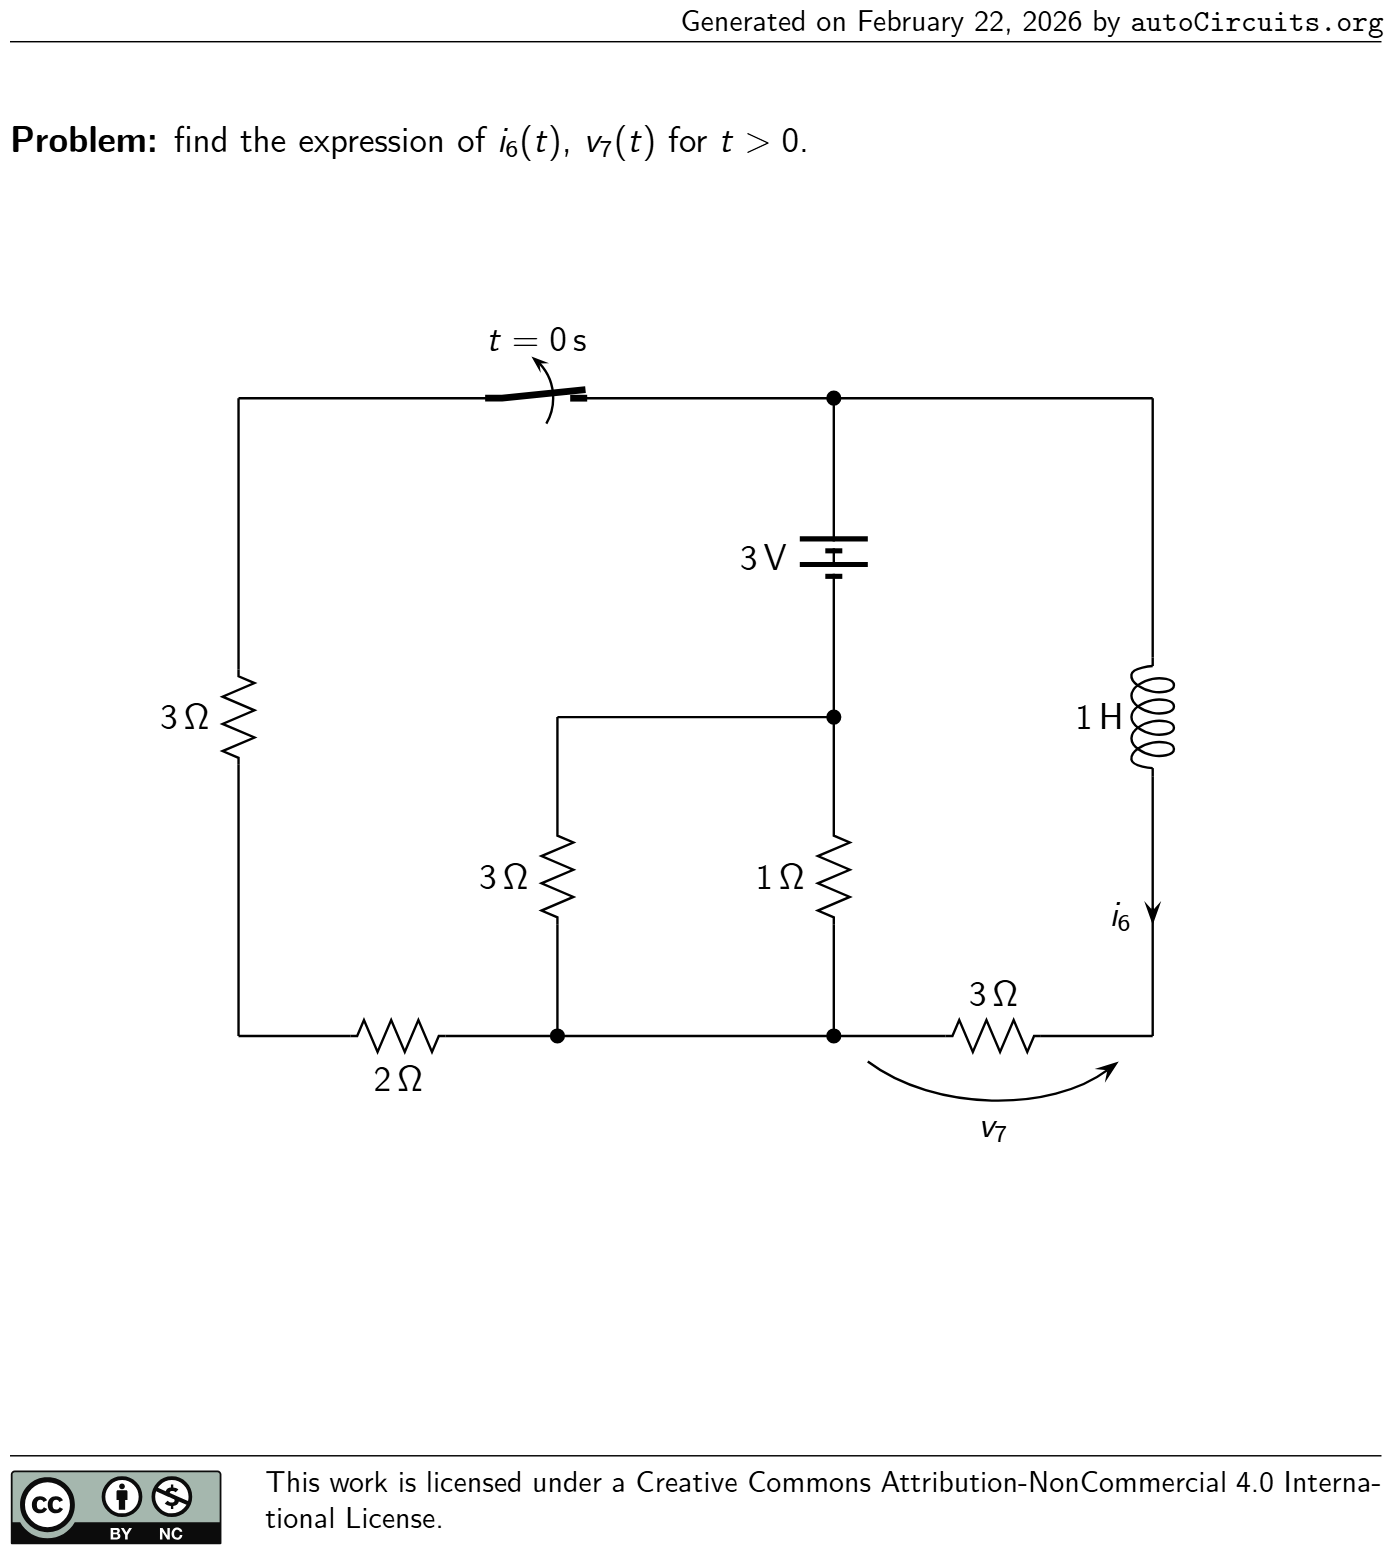 Generated on February 22, 2026 by autoCircuits.org
Problem: find the expression of i₆(t), v₇(t) for t > 0.
t = 0 s
3 V
3 Ω
1 H
3 Ω
1 Ω
i₆
3 Ω
2 Ω
v₇
This work is licensed under a Creative Commons Attribution-NonCommercial 4.0 Interna-
tional License.
cc
BY NC